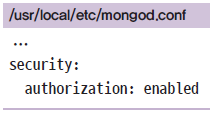 /usr/local/etc/mongod.conf
...
security:
  authorization: enabled